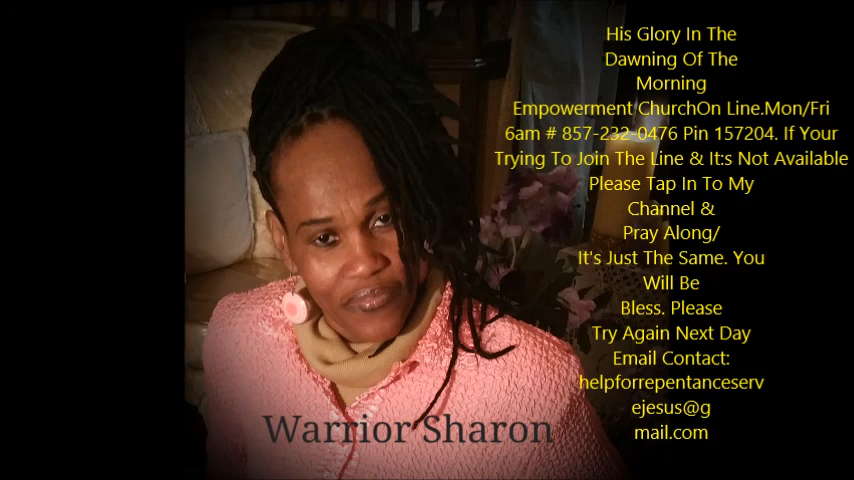 His Glory In The
Dawning Of The
Morning
Empowerment ChurchOn Line.Mon/Fri
6am # 857-232-0476 Pin 157204. If Your
Trying To Join The Line & It:s Not Available
Please Tap In To My
Channel &
Pray Along/
It's Just The Same. You
Will Be
Bless. Please
Try Again Next Day
Email Contact:
helpforrepentanceserv
ejesus@g
mail.com
Warrior Sharon